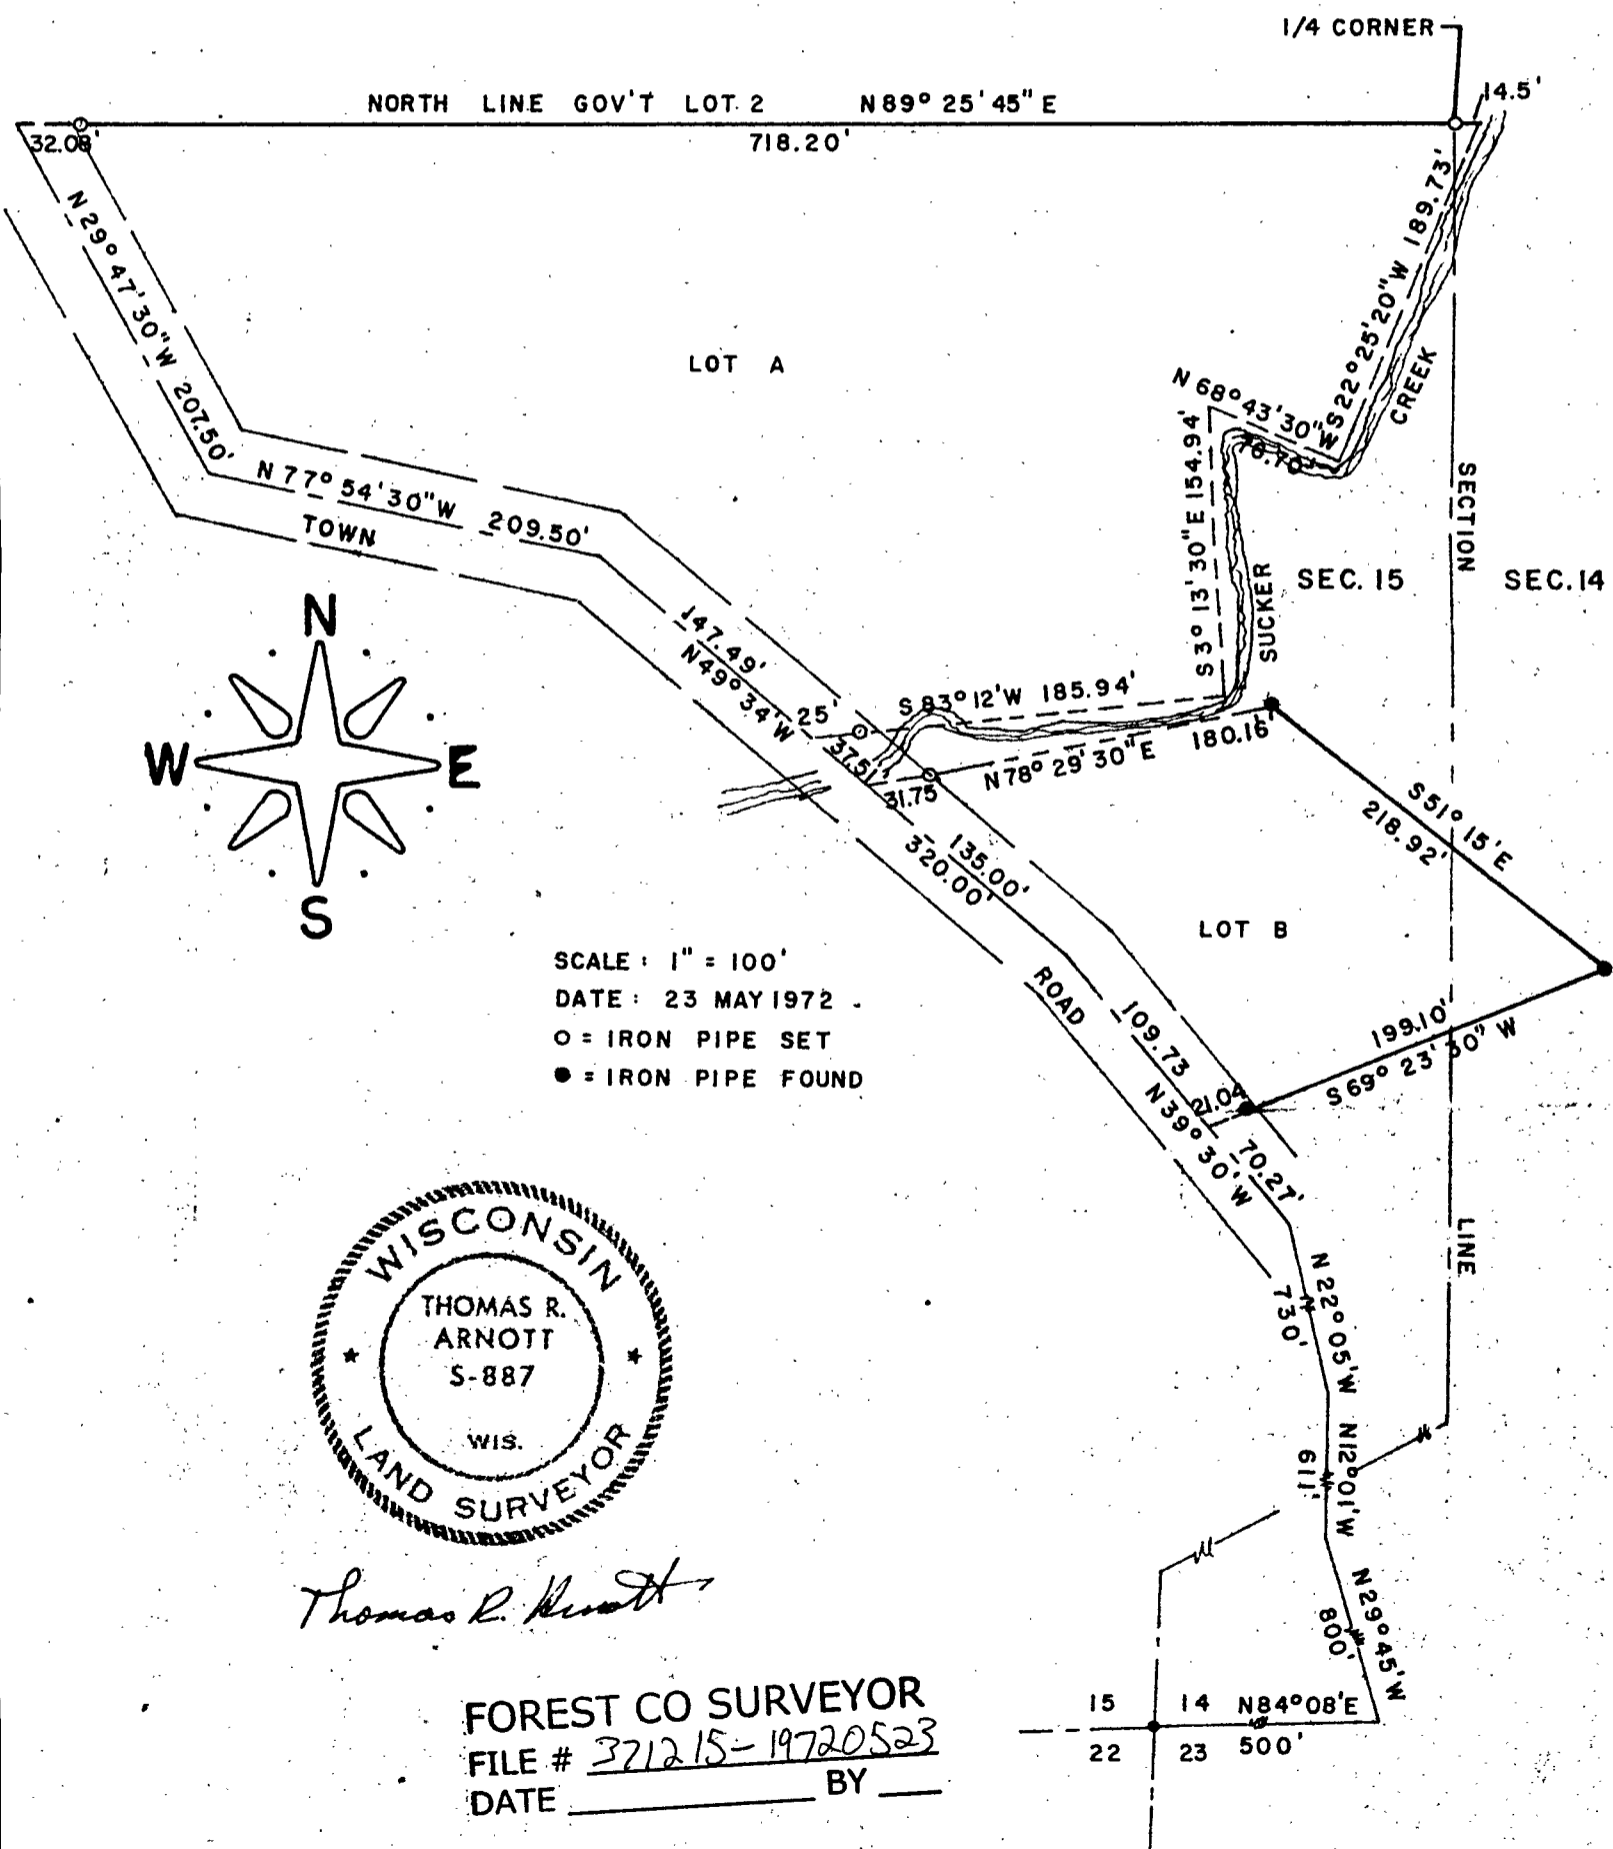 1/4 CORNER
NORTH LINE GOV'T LOT. 2 N89° 25' 45" E
14.5'
32.08'
718.20'
N 29° 47' 30" W 207.50'
S 22° 25' 20" W 189.73'
LOT A
CREEK
N 68° 43' 30" W
76.70'
S 3° 13' 30" E 154.94'
N 77° 54' 30" W 209.50'
TOWN
SECTION
SEC. 15
SEC. 14
SUCKER
N
W
E
S
147.49'
N 49° 34' W
25'
S 83° 12' W 185.94'
37.51'
31.75
N 78° 29' 30" E
180.16'
S 51° 15' E
218.92'
135.00'
320.00'
LOT B
SCALE : 1" = 100'
DATE : 23 MAY 1972 .
O = IRON PIPE SET
● = IRON PIPE FOUND
ROAD
109.73
N 39° 30' W
21.04
70.27'
199.10'
S 69° 23' 30" W
LINE
WISCONSIN
THOMAS R.
ARNOTT
S-887
WIS.
LAND SURVEYOR
N 22° 05' W
730'
N 12° 01' W
611'
N 29° 45' W
800'
Thomas R. Arnott
FOREST CO SURVEYOR
FILE # 371215-19720523
DATE BY
15 14 N84° 08' E
22 23 500'